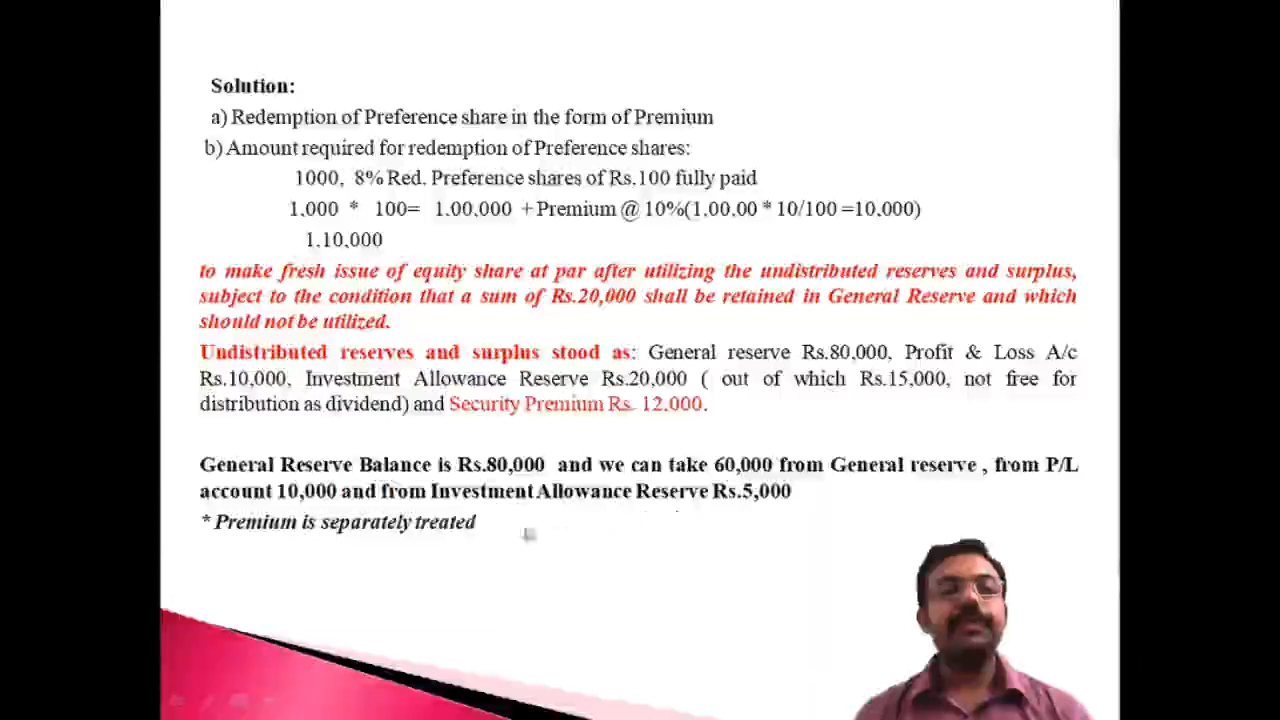 Solution:
a) Redemption of Preference share in the form of Premium
b) Amount required for redemption of Preference shares:
1000, 8% Red. Preference shares of Rs.100 fully paid
1,000 * 100= 1,00,000 + Premium @ 10%(1,00,00 * 10/100 =10,000)
1,10,000
to make fresh issue of equity share at par after utilizing the undistributed reserves and surplus,
subject to the condition that a sum of Rs.20,000 shall be retained in General Reserve and which
should not be utilized.
Undistributed reserves and surplus stood as: General reserve Rs.80,000, Profit & Loss A/c
Rs.10,000, Investment Allowance Reserve Rs.20,000 ( out of which Rs.15,000, not free for
distribution as dividend) and Security Premium Rs. 12,000.
General Reserve Balance is Rs.80,000 and we can take 60,000 from General reserve , from P/L
account 10,000 and from Investment Allowance Reserve Rs.5,000
* Premium is separately treated